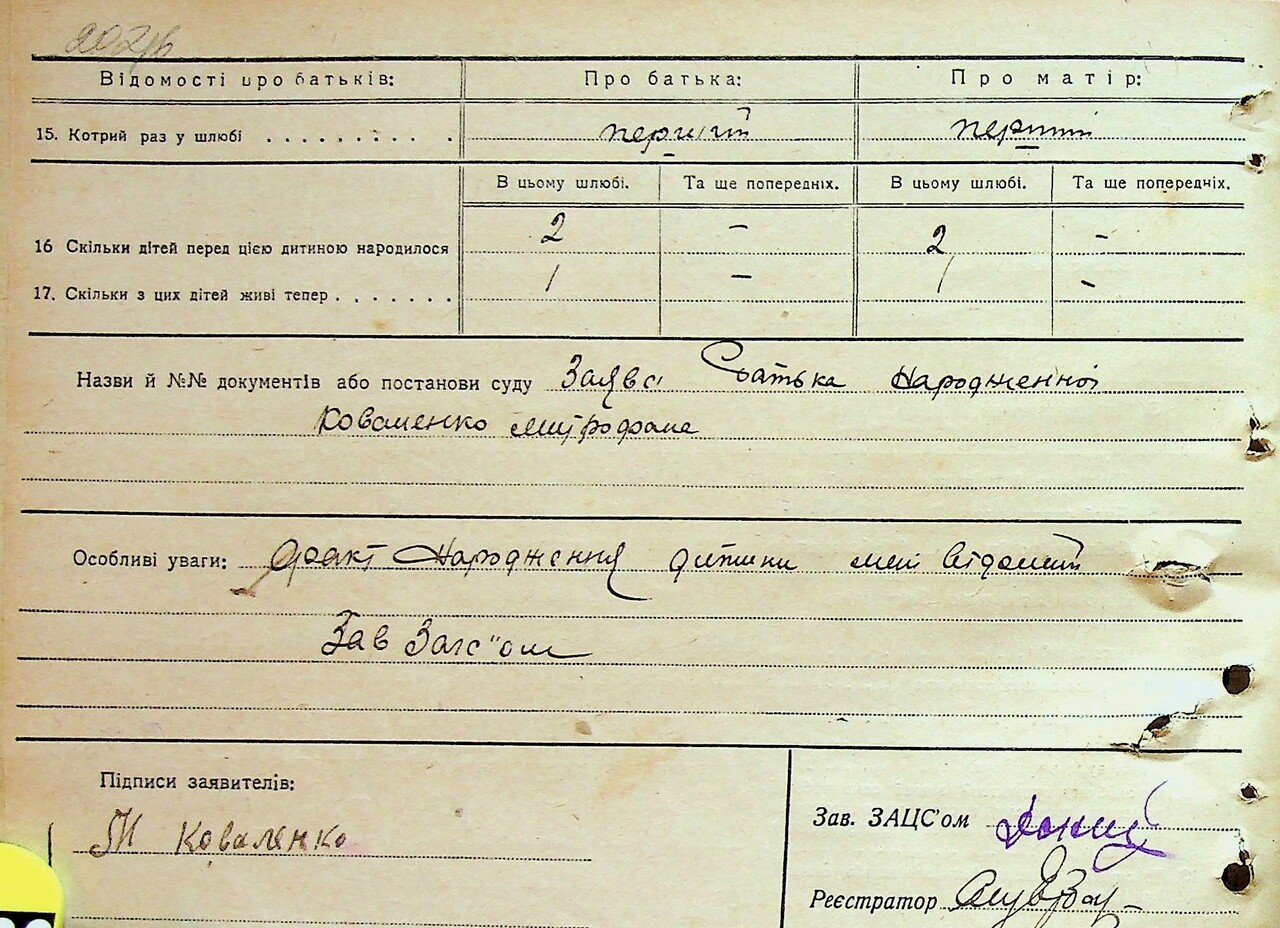 202 зв
Відомості про батьків: Про батька: Про матір:
15. Котрий раз у шлюбі . . . . . . . . . . перший перший
В цьому шлюбі. Та ще попередніх. В цьому шлюбі. Та ще попередніх.
16 Скільки дітей перед цією дитиною народилося 2 – 2 –
17. Скільки з цих дітей живі тепер . . . . . . . 1 – 1 –
Назви й №№ документів або постанови суду Заява батька народженної
Коваленко Митрофана
Особливі уваги: Факт народження дитини мені відомий
Зав Загс"ом
Підписи заявителів:
М Коваленко
Зав. ЗАЦС'ом
Реєстратор